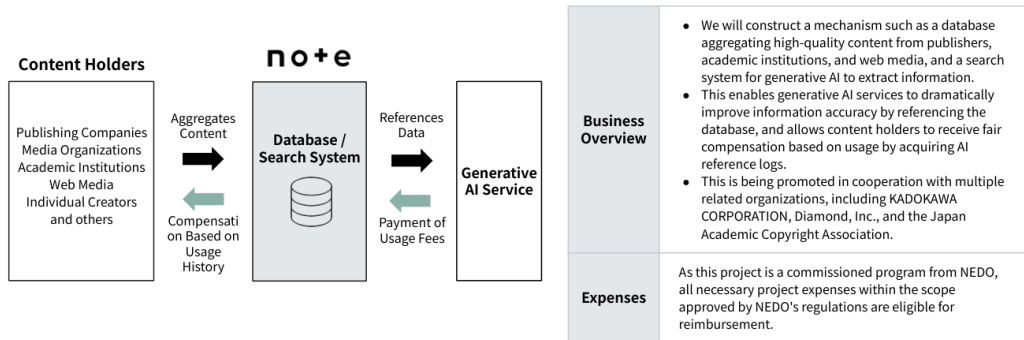 Content Holders
Publishing Companies
Media Organizations
Academic Institutions
Web Media
Individual Creators
and others
Aggregates
Content
Compensati
on Based on
Usage
History
note
Database /
Search System
References
Data
Payment of
Usage Fees
Generative
AI Service
Business
Overview
● We will construct a mechanism such as a database
aggregating high-quality content from publishers,
academic institutions, and web media, and a search
system for generative AI to extract information.
● This enables generative AI services to dramatically
improve information accuracy by referencing the
database, and allows content holders to receive fair
compensation based on usage by acquiring AI
reference logs.
● This is being promoted in cooperation with multiple
related organizations, including KADOKAWA
CORPORATION, Diamond, Inc., and the Japan
Academic Copyright Association.
Expenses
As this project is a commissioned program from NEDO,
all necessary project expenses within the scope
approved by NEDO's regulations are eligible for
reimbursement.